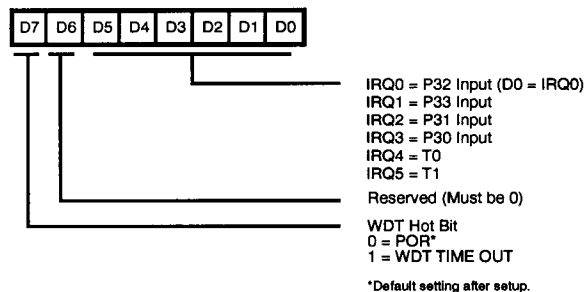 D7 D6 D5 D4 D3 D2 D1 D0
IRQ0 = P32 Input (D0 = IRQ0)
IRQ1 = P33 Input
IRQ2 = P31 Input
IRQ3 = P30 Input
IRQ4 = T0
IRQ5 = T1
Reserved (Must be 0)
WDT Hot Bit
0 = POR*
1 = WDT TIME OUT
*Default setting after setup.